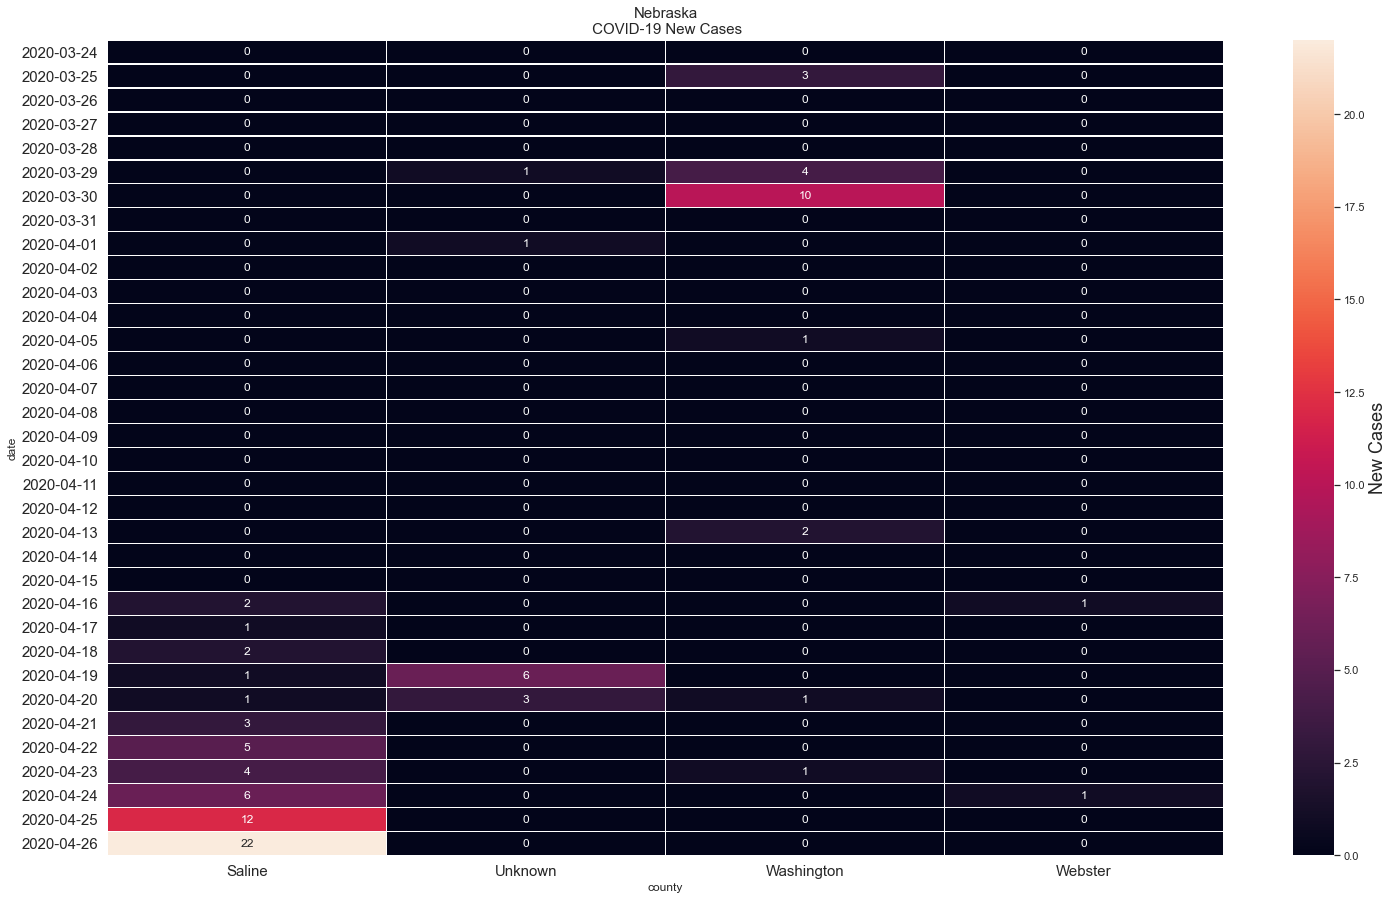 Nebraska
COVID-19 New Cases
2020-03-24 0 0 0 0
2020-03-25 0 0 3 0
2020-03-26 0 0 0 0
2020-03-27 0 0 0 0
2020-03-28 0 0 0 0
2020-03-29 0 1 4 0
2020-03-30 0 0 10 0
2020-03-31 0 0 0 0
2020-04-01 0 1 0 0
2020-04-02 0 0 0 0
2020-04-03 0 0 0 0
2020-04-04 0 0 0 0
2020-04-05 0 0 1 0
2020-04-06 0 0 0 0
2020-04-07 0 0 0 0
2020-04-08 0 0 0 0
2020-04-09 0 0 0 0
2020-04-10 0 0 0 0
2020-04-11 0 0 0 0
2020-04-12 0 0 0 0
2020-04-13 0 0 2 0
2020-04-14 0 0 0 0
2020-04-15 0 0 0 0
2020-04-16 2 0 0 1
2020-04-17 1 0 0 0
2020-04-18 2 0 0 0
2020-04-19 1 6 0 0
2020-04-20 1 3 1 0
2020-04-21 3 0 0 0
2020-04-22 5 0 0 0
2020-04-23 4 0 1 0
2020-04-24 6 0 0 1
2020-04-25 12 0 0 0
2020-04-26 22 0 0 0
date
Saline Unknown Washington Webster
county
20.0
17.5
15.0
12.5
10.0
7.5
5.0
2.5
0.0
New Cases